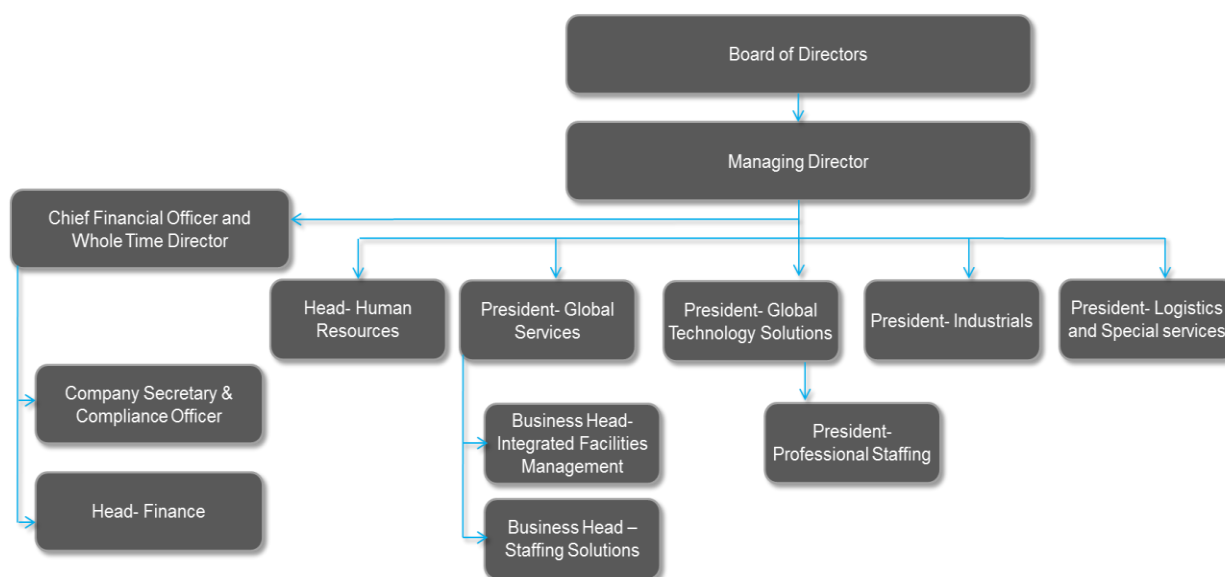 Board of Directors
Managing Director
Chief Financial Officer and
Whole Time Director
Head- Human
Resources
President- Global
Services
President- Global
Technology Solutions
President- Industrials
President- Logistics
and Special services
Company Secretary &
Compliance Officer
Business Head-
Integrated Facilities
Management
President-
Professional Staffing
Head- Finance
Business Head –
Staffing Solutions